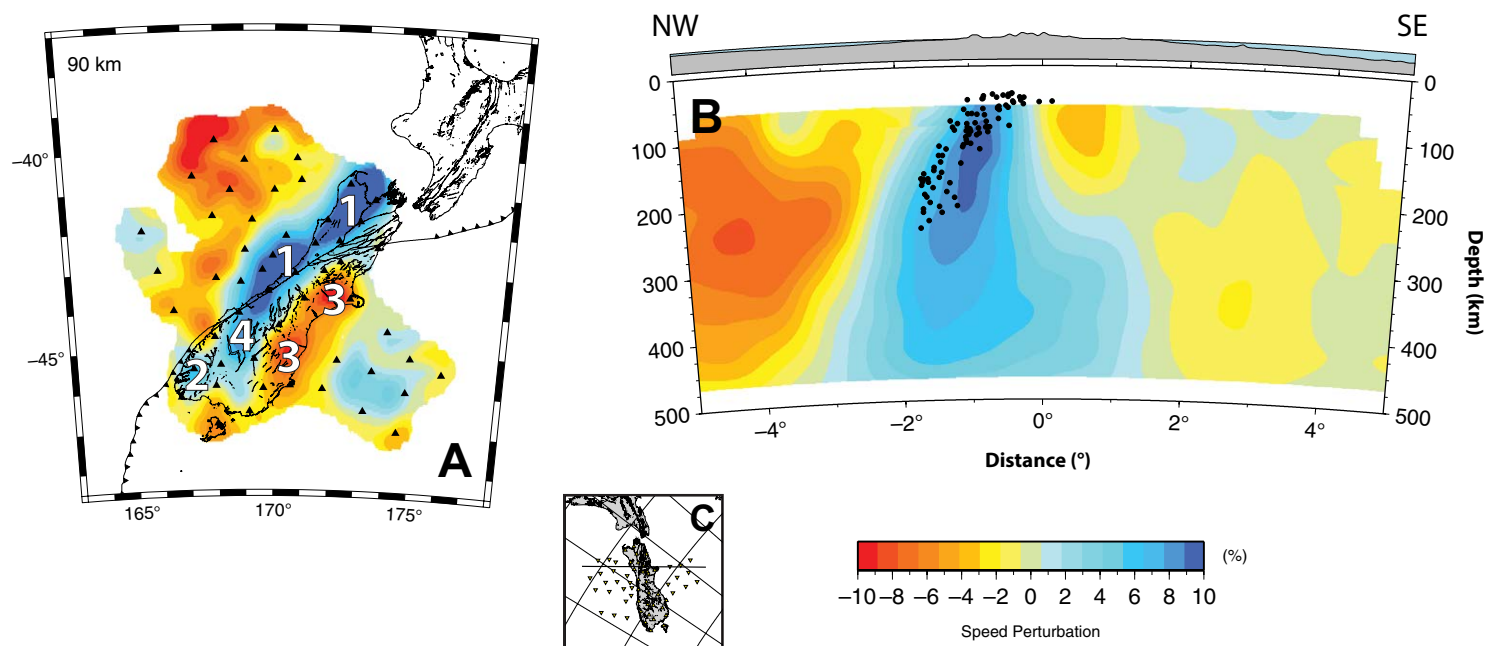 90 km
−40°
−45°
165°
170°
175°
1
1
3
4
3
2
A
NW
SE
0
100
200
300
400
500
B
0
100
200
300
400
500
Depth (km)
−4°
−2°
0°
2°
4°
Distance (°)
C
−10 −8 −6 −4 −2 0 2 4 6 8 10
(%)
Speed Perturbation